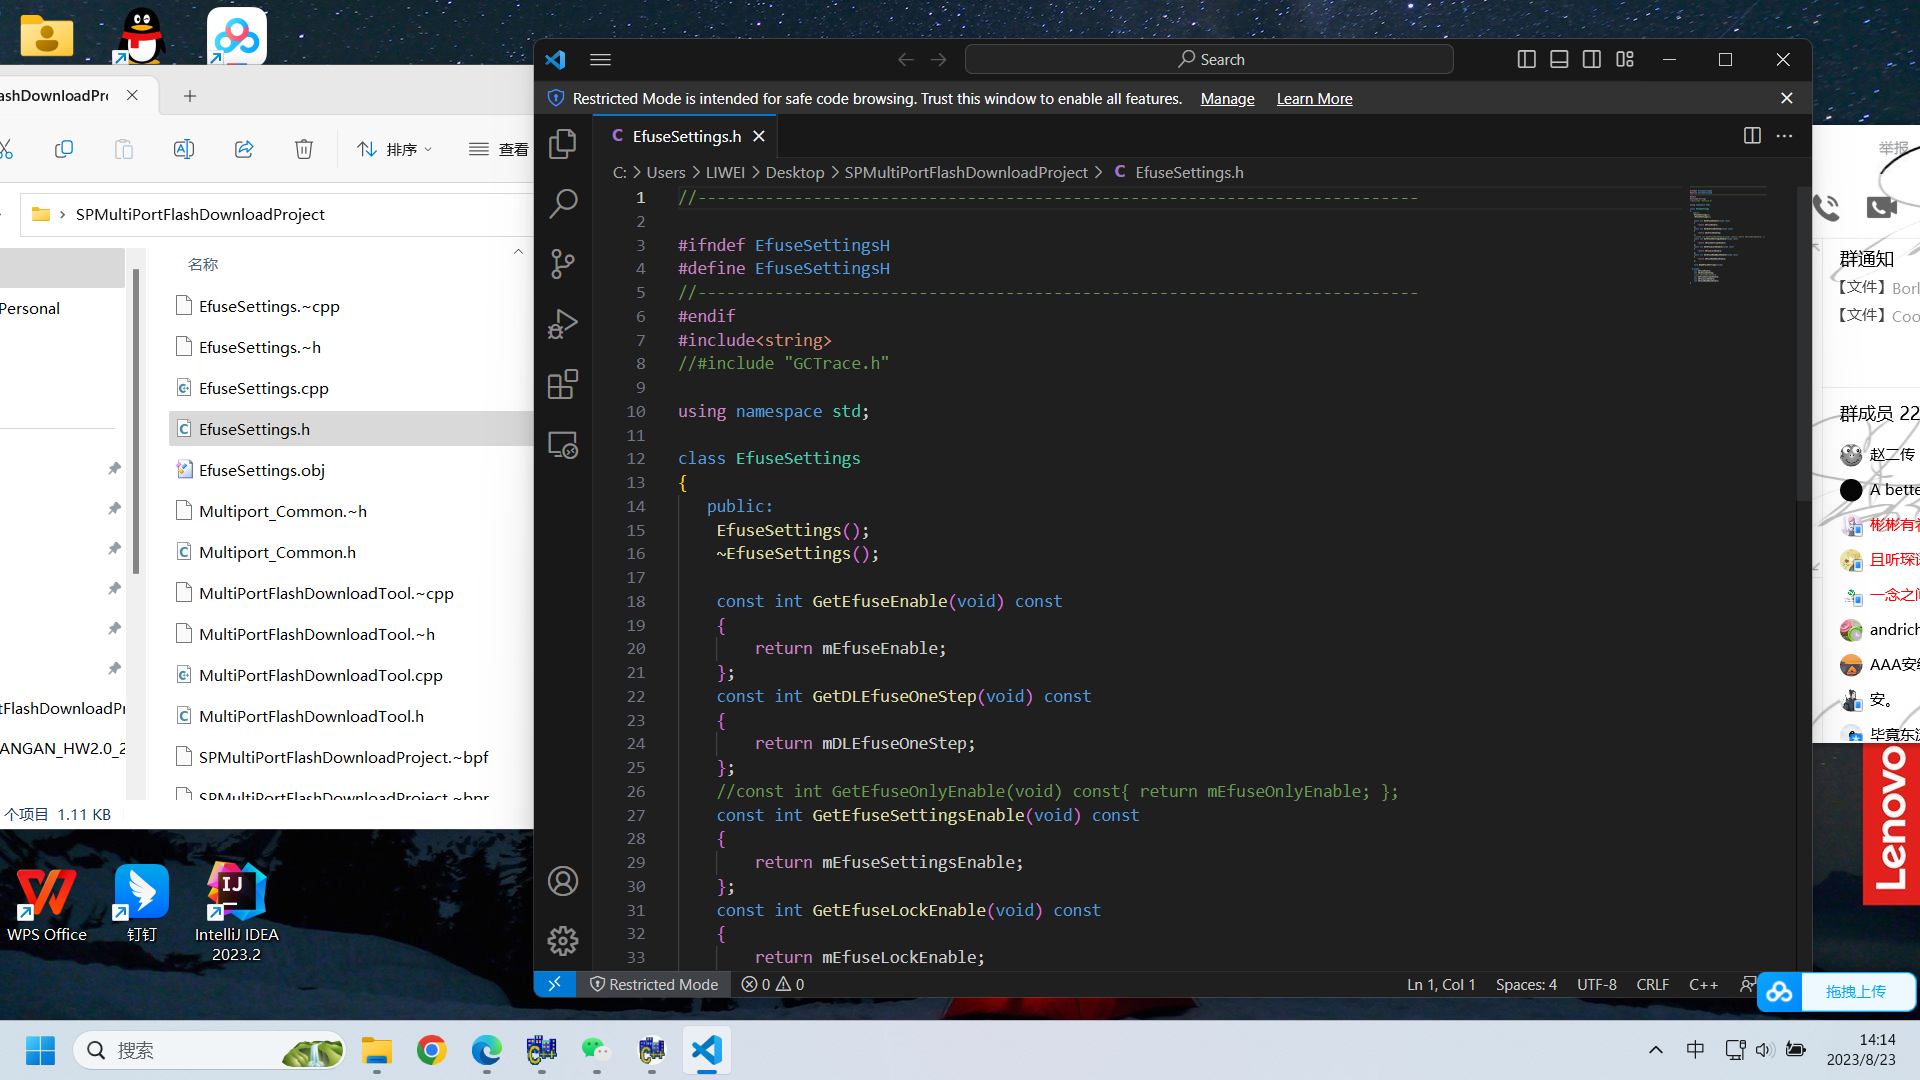 Search
Restricted Mode is intended for safe code browsing. Trust this window to enable all features. Manage Learn More
EfuseSettings.h
C: > Users > LIWEI > Desktop > SPMultiPortFlashDownloadProject > C EfuseSettings.h
1 //---------------------------------------------------------------------------
2
3 #ifndef EfuseSettingsH
4 #define EfuseSettingsH
5 //---------------------------------------------------------------------------
6 #endif
7 #include<string>
8 //#include "GCTrace.h"
9
10 using namespace std;
11
12 class EfuseSettings
13 {
14 public:
15 EfuseSettings();
16 ~EfuseSettings();
17
18 const int GetEfuseEnable(void) const
19 {
20 return mEfuseEnable;
21 };
22 const int GetDLEfuseOneStep(void) const
23 {
24 return mDLEfuseOneStep;
25 };
26 //const int GetEfuseOnlyEnable(void) const{ return mEfuseOnlyEnable; };
27 const int GetEfuseSettingsEnable(void) const
28 {
29 return mEfuseSettingsEnable;
30 };
31 const int GetEfuseLockEnable(void) const
32 {
33 return mEfuseLockEnable;
Restricted Mode 0 0 Ln 1, Col 1 Spaces: 4 UTF-8 CRLF C++
ashDownloadPr
排序 查看
SPMultiPortFlashDownloadProject
名称
Personal
EfuseSettings.~cpp
EfuseSettings.~h
EfuseSettings.cpp
EfuseSettings.h
EfuseSettings.obj
Multiport_Common.~h
Multiport_Common.h
MultiPortFlashDownloadTool.~cpp
MultiPortFlashDownloadTool.~h
MultiPortFlashDownloadTool.cpp
MultiPortFlashDownloadTool.h
SPMultiPortFlashDownloadProject.~bpf
SPMultiPortFlashDownloadProject.~bpr
tFlashDownloadPr
ANGAN_HW2.0_2
个项目 1.11 KB
举报
群通知
【文件】Borl
【文件】Coo
群成员 22
赵二传
A bette
彬彬有
且听琛
一念之间
andrich
AAA安
安。
毕竟东
Lenovo
拖拽上传
WPS Office
钉钉
IntelliJ IDEA
2023.2
搜索
中
14:14
2023/8/23